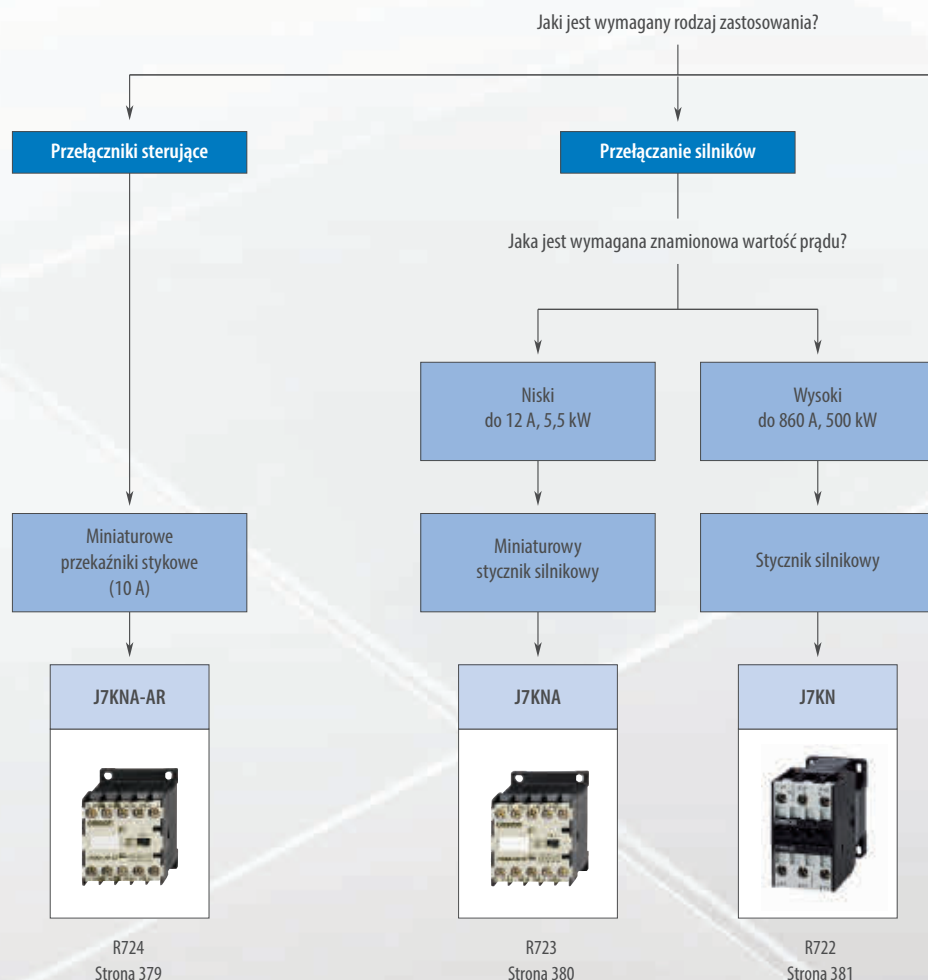 Jaki jest wymagany rodzaj zastosowania?
Przełączniki sterujące
Przełączanie silników
Jaka jest wymagana znamionowa wartość prądu?
Niski
do 12 A, 5,5 kW
Wysoki
do 860 A, 500 kW
Miniaturowe
przekaźniki stykowe
(10 A)
Miniaturowy
stycznik silnikowy
Stycznik silnikowy
J7KNA-AR
J7KNA
J7KN
R724
Strona 379
R723
Strona 380
R722
Strona 381